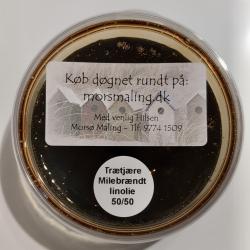 Køb døgnet rundt på:
morsmaling.dk
Med venlig Hilsen
Morsø Maling - Tlf. 9774 1509
Trætjære
Milebrændt
linolie
50/50